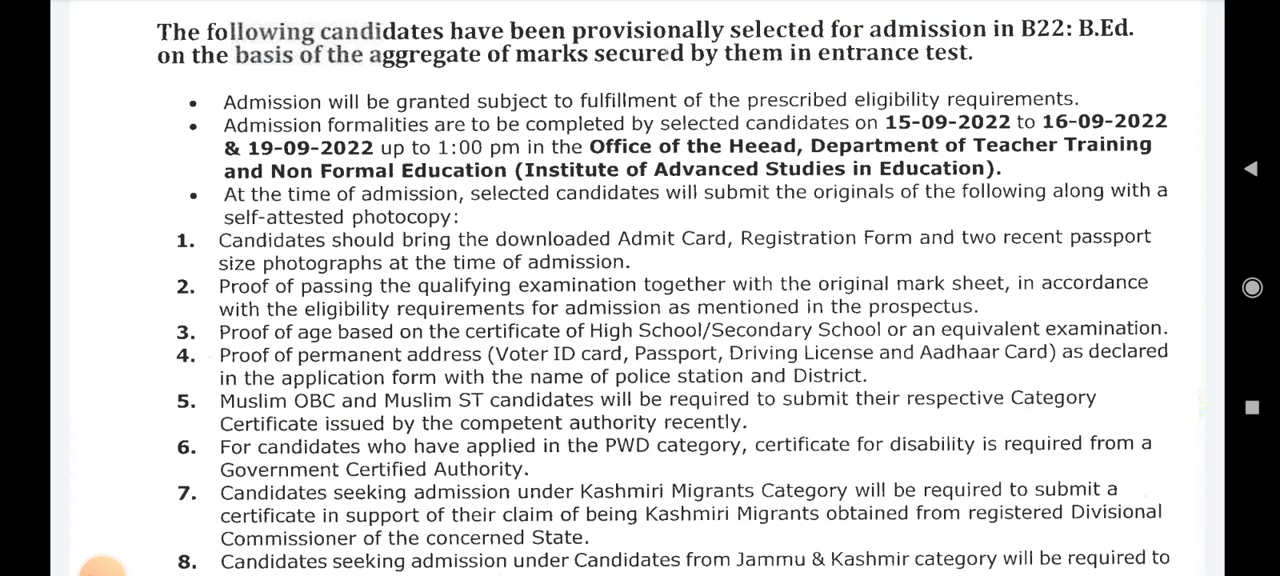 The following candidates have been provisionally selected for admission in B22: B.Ed.
on the basis of the aggregate of marks secured by them in entrance test.
• Admission will be granted subject to fulfillment of the prescribed eligibility requirements.
• Admission formalities are to be completed by selected candidates on 15-09-2022 to 16-09-2022
& 19-09-2022 up to 1:00 pm in the Office of the Heead, Department of Teacher Training
and Non Formal Education (Institute of Advanced Studies in Education).
• At the time of admission, selected candidates will submit the originals of the following along with a
self-attested photocopy:
1. Candidates should bring the downloaded Admit Card, Registration Form and two recent passport
size photographs at the time of admission.
2. Proof of passing the qualifying examination together with the original mark sheet, in accordance
with the eligibility requirements for admission as mentioned in the prospectus.
3. Proof of age based on the certificate of High School/Secondary School or an equivalent examination.
4. Proof of permanent address (Voter ID card, Passport, Driving License and Aadhaar Card) as declared
in the application form with the name of police station and District.
5. Muslim OBC and Muslim ST candidates will be required to submit their respective Category
Certificate issued by the competent authority recently.
6. For candidates who have applied in the PWD category, certificate for disability is required from a
Government Certified Authority.
7. Candidates seeking admission under Kashmiri Migrants Category will be required to submit a
certificate in support of their claim of being Kashmiri Migrants obtained from registered Divisional
Commissioner of the concerned State.
8. Candidates seeking admission under Candidates from Jammu & Kashmir category will be required to